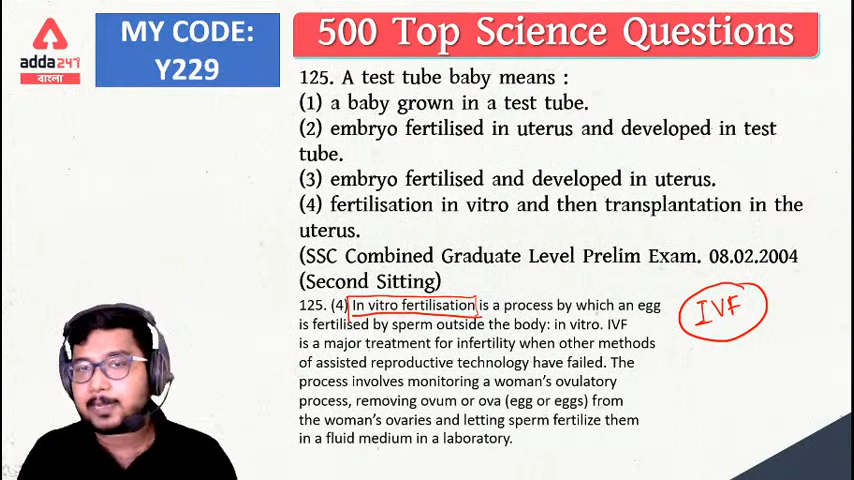 adda247
বাংলা
MY CODE:
Y229
500 Top Science Questions
125. A test tube baby means :
(1) a baby grown in a test tube.
(2) embryo fertilised in uterus and developed in test
tube.
(3) embryo fertilised and developed in uterus.
(4) fertilisation in vitro and then transplantation in the
uterus.
(SSC Combined Graduate Level Prelim Exam. 08.02.2004
(Second Sitting)
125. (4) In vitro fertilisation is a process by which an egg
is fertilised by sperm outside the body: in vitro. IVF
is a major treatment for infertility when other methods
of assisted reproductive technology have failed. The
process involves monitoring a woman's ovulatory
process, removing ovum or ova (egg or eggs) from
the woman's ovaries and letting sperm fertilize them
in a fluid medium in a laboratory.
IVF